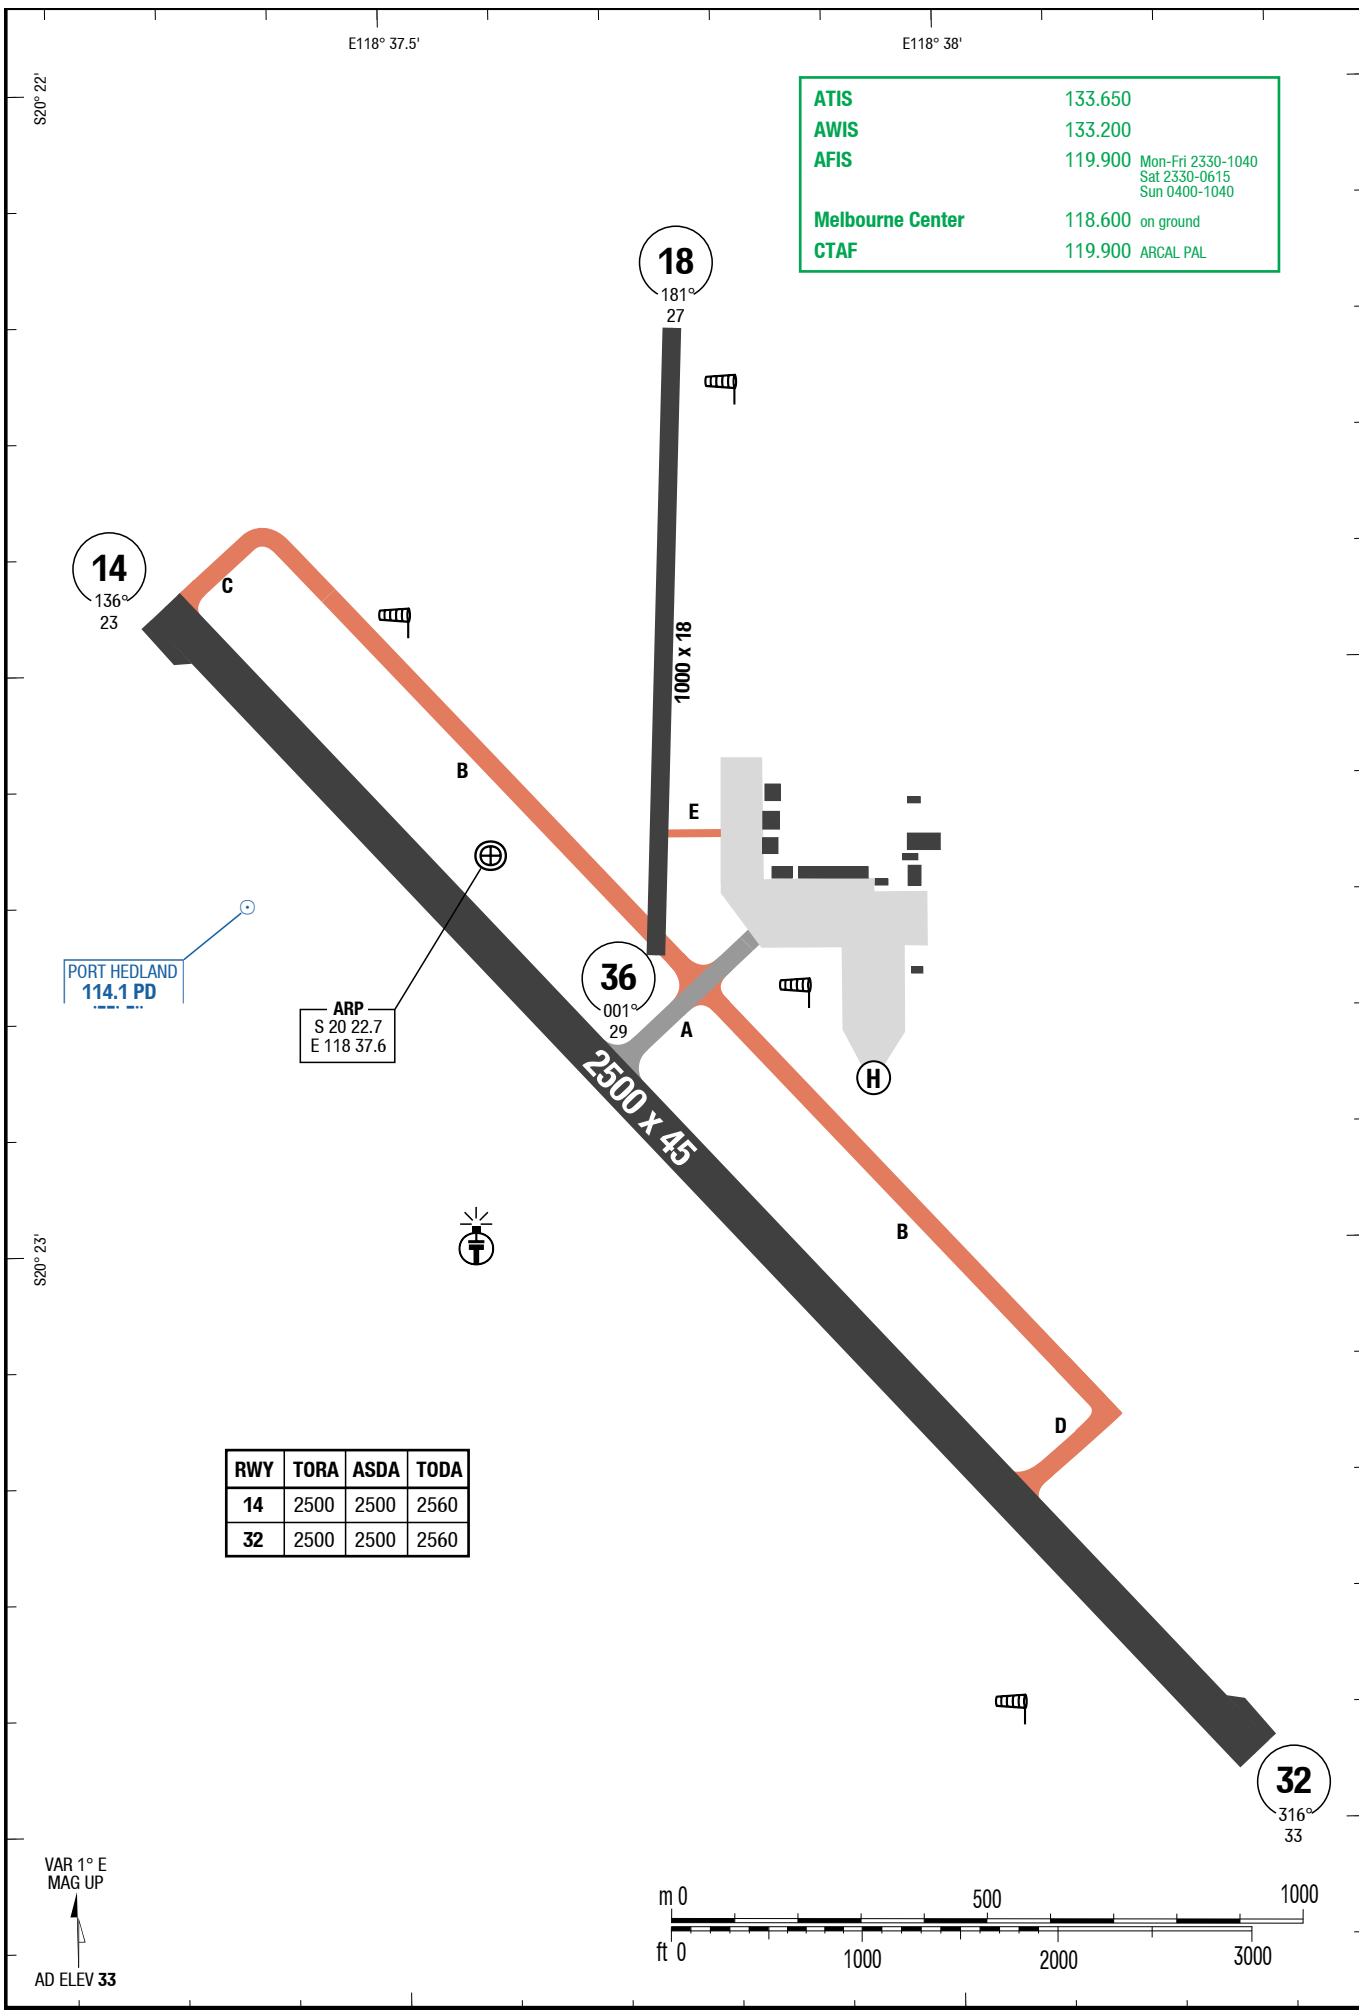 E118° 37.5'
E118° 38'
S20° 22'
ATIS 133.650
AWIS 133.200
AFIS 119.900 Mon-Fri 2330-1040
Sat 2330-0615
Sun 0400-1040
Melbourne Center 118.600 on ground
CTAF 119.900 ARCAL PAL
18
181°
27
14
136°
23
C
1000 x 18
B
E
PORT HEDLAND
114.1 PD
ARP
S 20 22.7
E 118 37.6
36
001°
29
A
H
2500 x 45
B
S20° 23'
T
D
RWY TORA ASDA TODA
14 2500 2500 2560
32 2500 2500 2560
32
316°
33
VAR 1° E
MAG UP
AD ELEV 33
m 0 500 1000
ft 0 1000 2000 3000